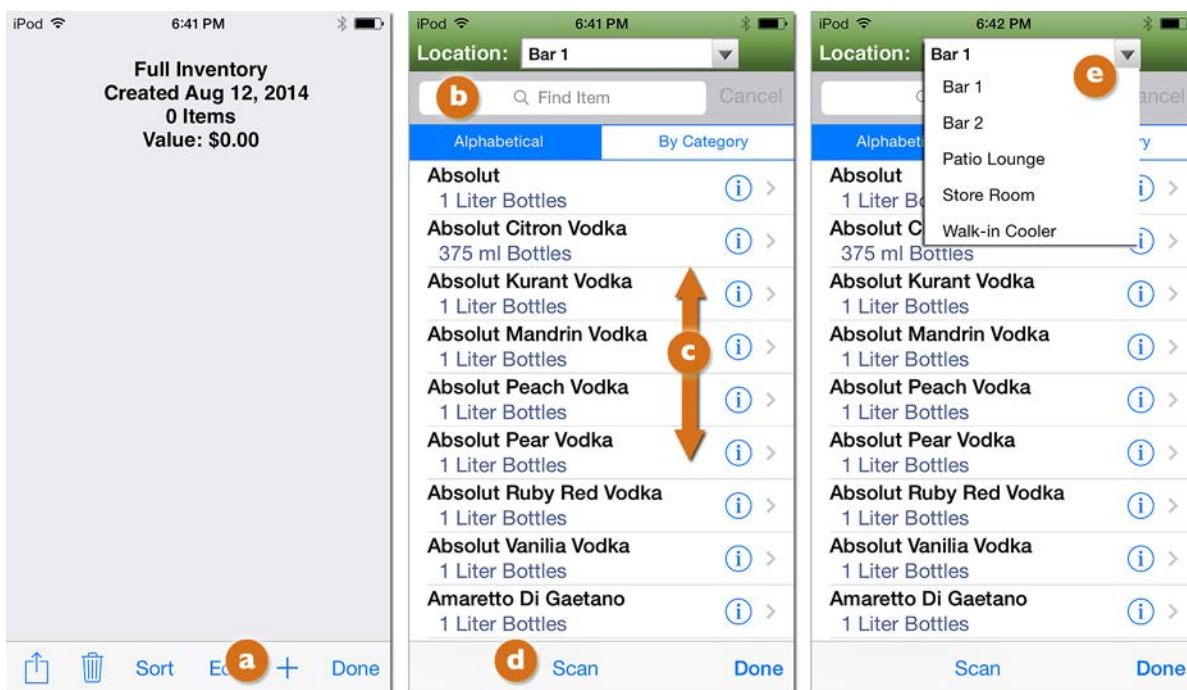 iPod 6:41 PM
Full Inventory
Created Aug 12, 2014
0 Items
Value: $0.00
Sort a + Done
iPod 6:41 PM
Location: Bar 1
b Find Item Cancel
Alphabetical By Category
Absolut
1 Liter Bottles
Absolut Citron Vodka
375 ml Bottles
Absolut Kurant Vodka
1 Liter Bottles
Absolut Mandrin Vodka
c
1 Liter Bottles
Absolut Peach Vodka
1 Liter Bottles
Absolut Pear Vodka
1 Liter Bottles
Absolut Ruby Red Vodka
1 Liter Bottles
Absolut Vanilia Vodka
1 Liter Bottles
Amaretto Di Gaetano
1 Liter Bottles
d Scan Done
iPod 6:42 PM
Location: Bar 1
e
Bar 1
Bar 2
Patio Lounge
Store Room
Walk-in Cooler
Absolut
1 Liter
375 ml Bottles
Absolut Kurant Vodka
1 Liter Bottles
Absolut Mandrin Vodka
1 Liter Bottles
Absolut Peach Vodka
1 Liter Bottles
Absolut Pear Vodka
1 Liter Bottles
Absolut Ruby Red Vodka
1 Liter Bottles
Absolut Vanilia Vodka
1 Liter Bottles
Amaretto Di Gaetano
1 Liter Bottles
Scan Done